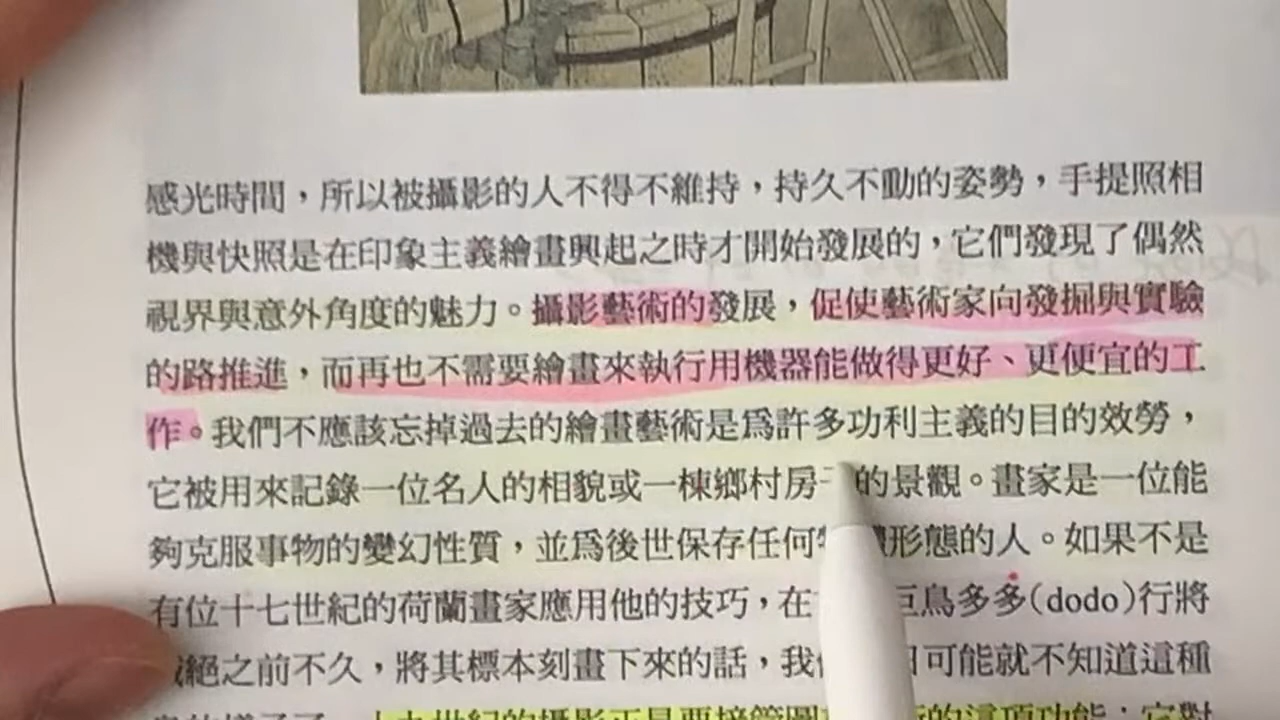 感光時間，所以被攝影的人不得不維持，持久不動的姿勢，手提照相
機與快照是在印象主義繪畫興起之時才開始發展的，它們發現了偶然
視界與意外角度的魅力。攝影藝術的發展，促使藝術家向發掘與實驗
的路推進，而再也不需要繪畫來執行用機器能做得更好、更便宜的工
作。我們不應該忘掉過去的繪畫藝術是爲許多功利主義的目的效勞，
它被用來記錄一位名人的相貌或一棟鄉村房 的景觀。畫家是一位能
夠克服事物的變幻性質，並爲後世保存任何 形態的人。如果不是
有位十七世紀的荷蘭畫家應用他的技巧，在 巨鳥多多（dodo）行將
絕之前不久，將其標本刻畫下來的話，我 可能就不知道這種